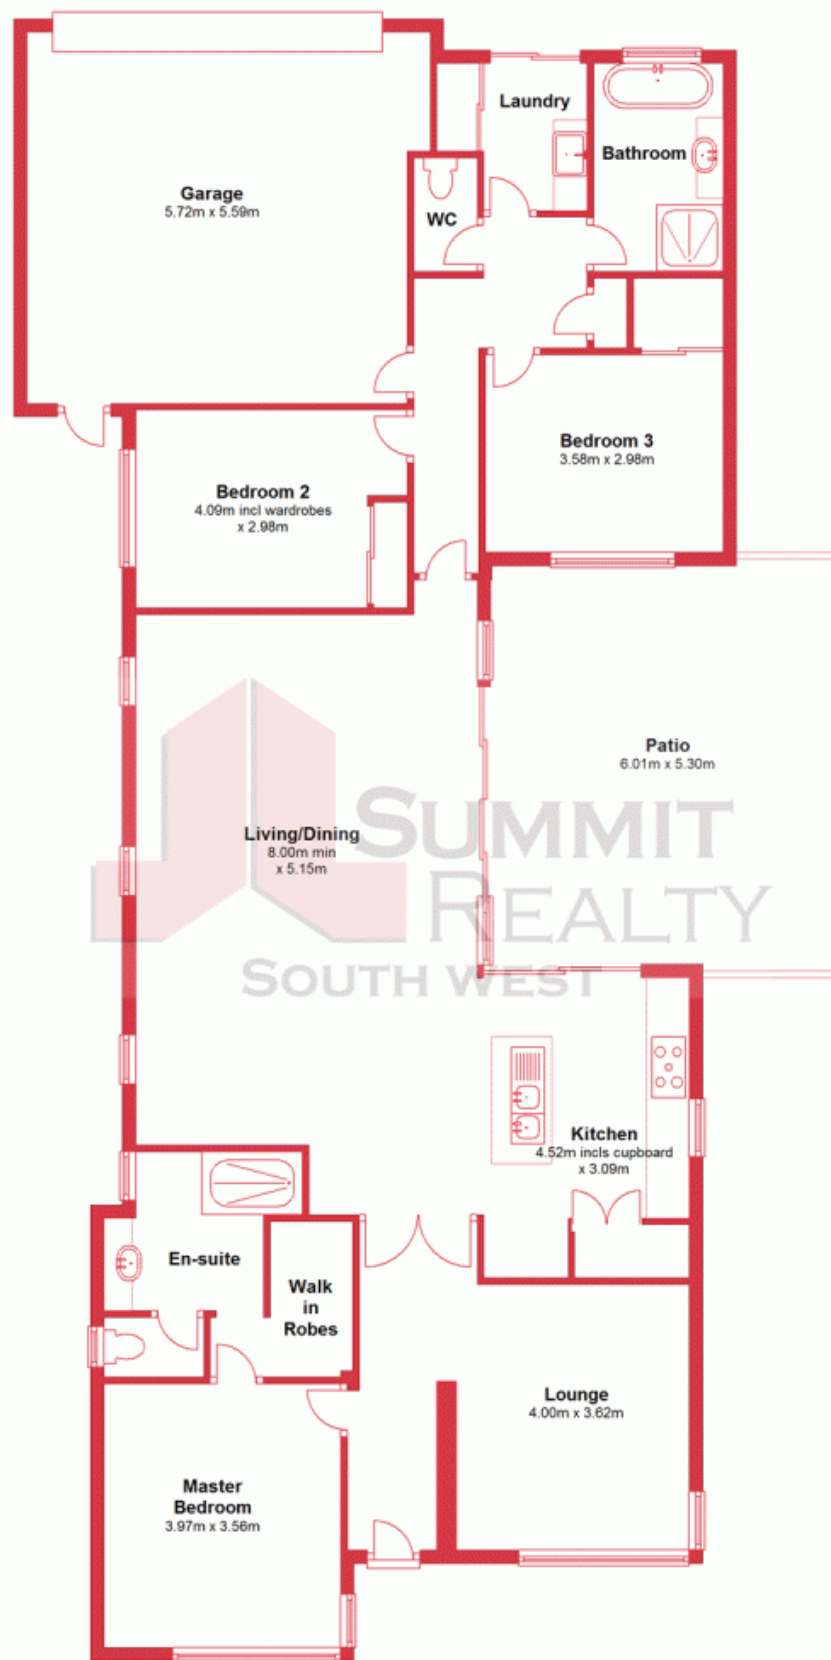 Laundry
Bathroom
Garage
5.72m x 5.59m
WC
Bedroom 3
3.58m x 2.98m
Bedroom 2
4.09m incl wardrobes
x 2.98m
Patio
6.01m x 5.30m
Living/Dining
8.00m min
x 5.15m
SUMMIT
REALTY
SOUTH WEST
Kitchen
4.52m incls cupboard
x 3.09m
En-suite
Walk
in
Robes
Lounge
4.00m x 3.62m
Master
Bedroom
3.97m x 3.56m